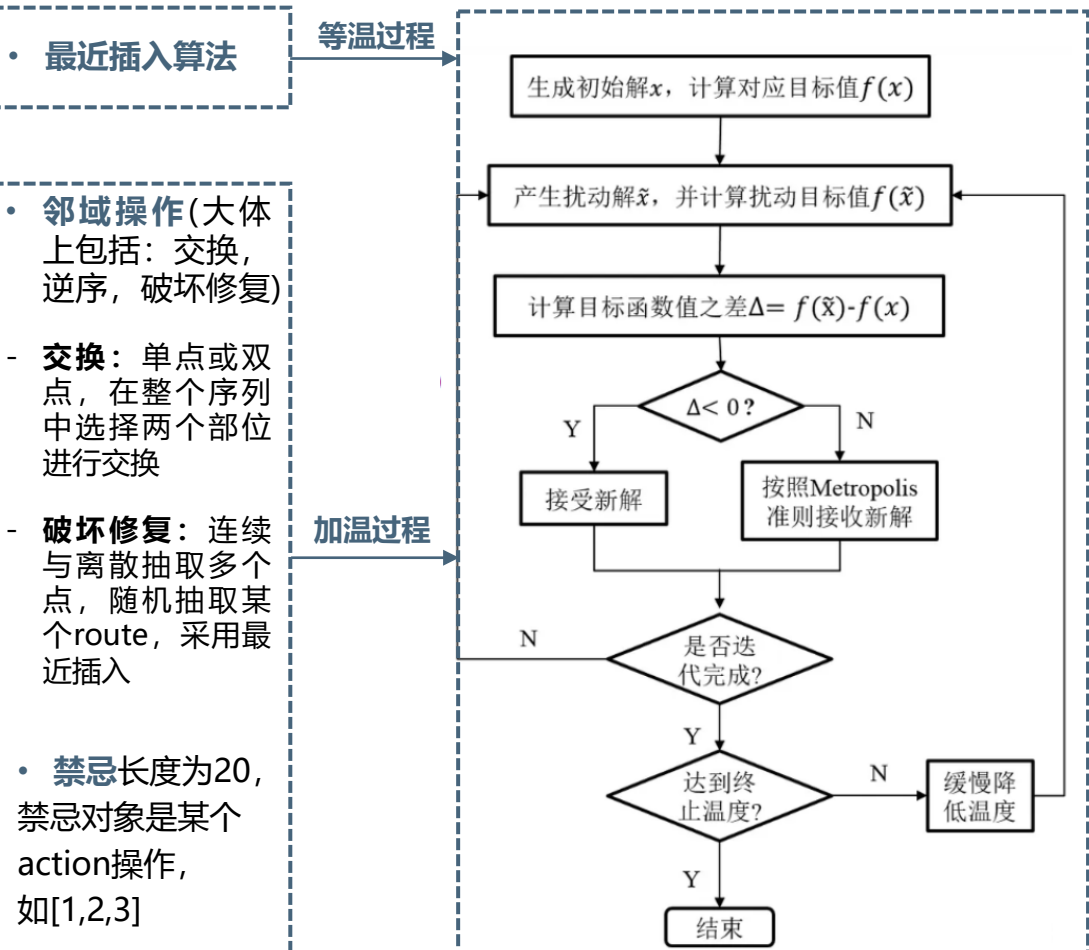 • 最近插入算法
等温过程
生成初始解x，计算对应目标值f(x)
产生扰动解x̃，并计算扰动目标值f(x̃)
计算目标函数值之差Δ= f(x̃)-f(x)
Δ< 0？
Y
N
接受新解
按照Metropolis
准则接收新解
是否迭
代完成?
N
Y
达到终
止温度?
N
缓慢降
低温度
Y
结束
• 邻域操作(大体
上包括：交换，
逆序，破坏修复)
- 交换：单点或双
点，在整个序列
中选择两个部位
进行交换
- 破坏修复：连续
与离散抽取多个
点，随机抽取某
个route，采用最
近插入
加温过程
• 禁忌长度为20，
禁忌对象是某个
action操作，
如[1,2,3]